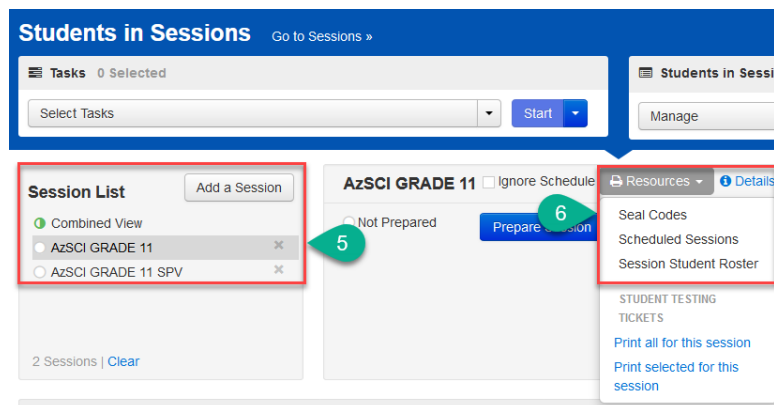 Students in Sessions Go to Sessions »
Tasks 0 Selected
Students in Sessi
Select Tasks
Start
Manage
Session List
Add a Session
Combined View
AzSCI GRADE 11
AzSCI GRADE 11 SPV
2 Sessions | Clear
5
AzSCI GRADE 11 Ignore Schedule
Not Prepared
Prepare Session
6
Resources
Details
Seal Codes
Scheduled Sessions
Session Student Roster
STUDENT TESTING
TICKETS
Print all for this session
Print selected for this
session